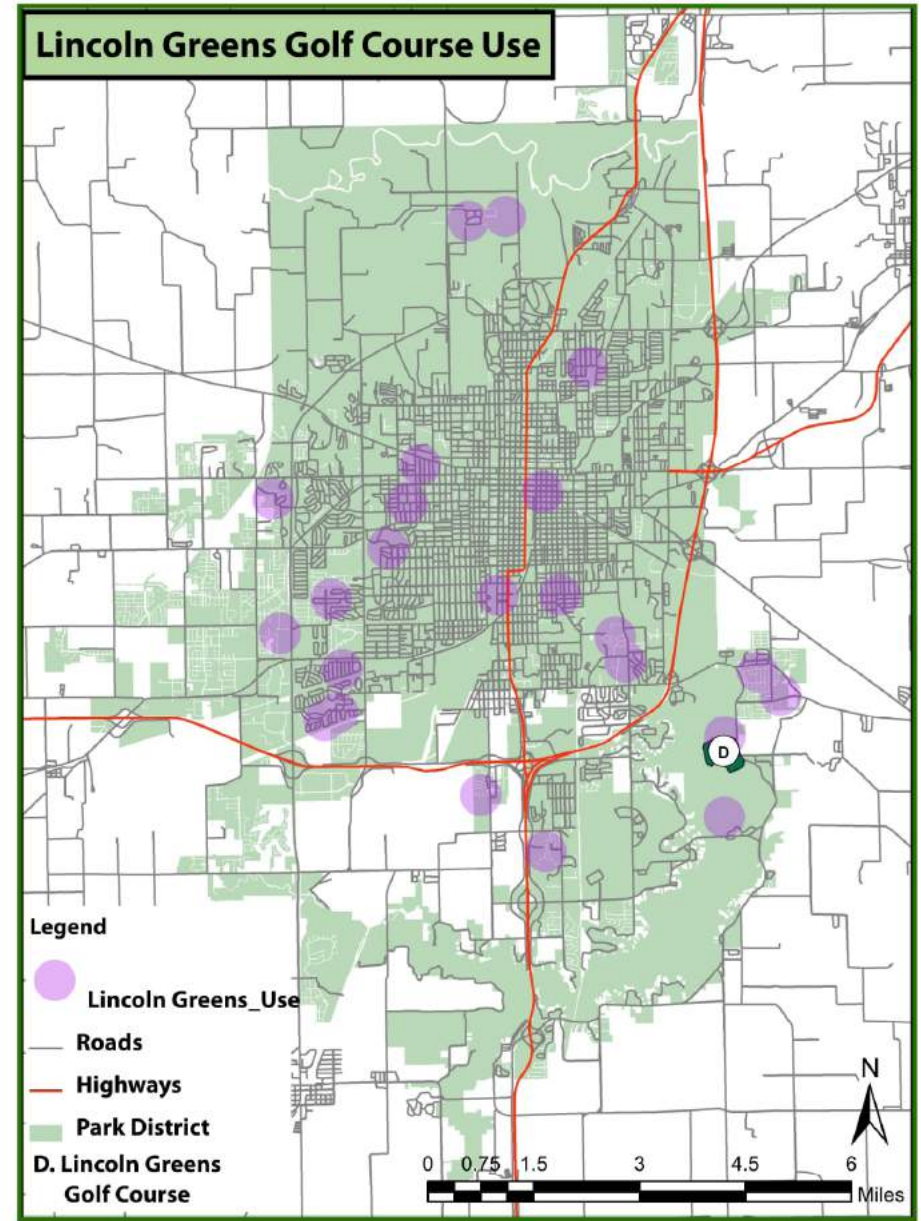 Lincoln Greens Golf Course Use
D
Legend
Lincoln Greens_Use
Roads
Highways
Park District
D. Lincoln Greens
Golf Course
N
0 0.75 1.5 3 4.5 6
Miles